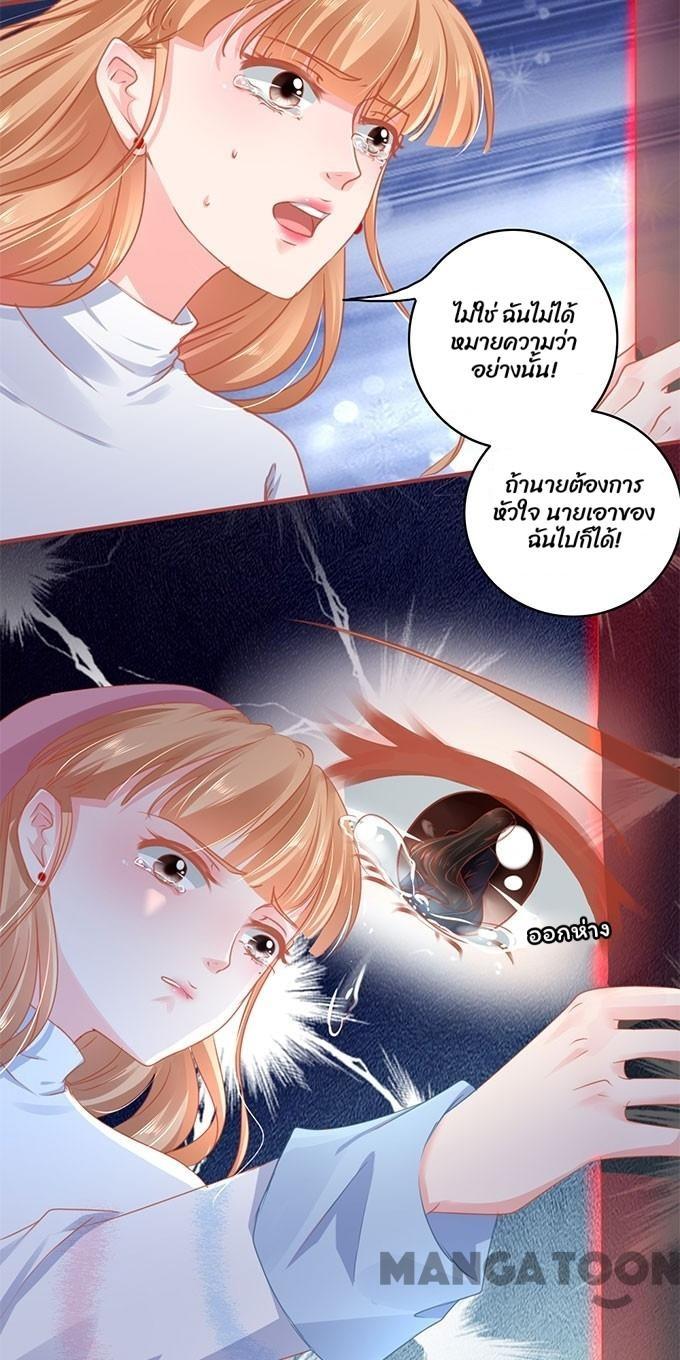 ไม่ใช่ ฉันไม่ได้
หมายความว่า
อย่างนั้น!
ถ้านายต้องการ
หัวใจ นายเอาของ
ฉันไปก็ได้!
ออกห่าง
MANGATOON